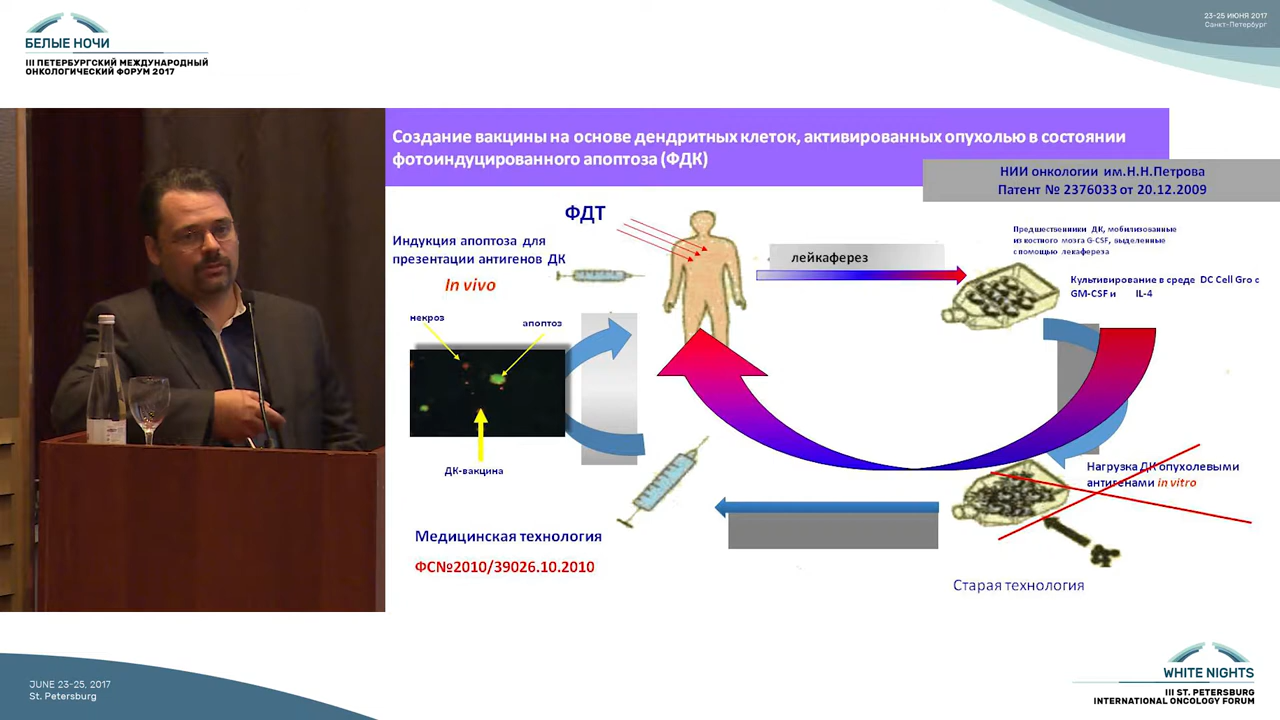 БЕЛЫЕ НОЧИ
III ПЕТЕРБУРГСКИЙ МЕЖДУНАРОДНЫЙ
ОНКОЛОГИЧЕСКИЙ ФОРУМ 2017
23-25 ИЮНЯ 2017
Санкт-Петербург
Создание вакцины на основе дендритных клеток, активированных опухолью в состоянии
фотоиндуцированного апоптоза (ФДК)
НИИ онкологии им.Н.Н.Петрова
Патент № 2376033 от 20.12.2009
ФДТ
Индукция апоптоза для
презентации антигенов ДК
In vivo
лейкаферез
Предшественники ДК, мобилизованные
из костного мозга G-CSF, выделенные
с помощью лекафереза
Культивирование в среде DC Cell Gro с
GM-CSF и IL-4
некроз
апоптоз
ДК-вакцина
Нагрузка ДК опухолевыми
антигенами in vitro
Медицинская технология
ФС№2010/39026.10.2010
Старая технология
JUNE 23-25, 2017
St. Petersburg
WHITE NIGHTS
III ST. PETERSBURG
INTERNATIONAL ONCOLOGY FORUM